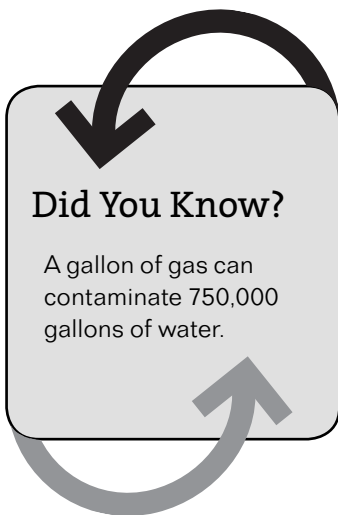 Did You Know?
A gallon of gas can
contaminate 750,000
gallons of water.